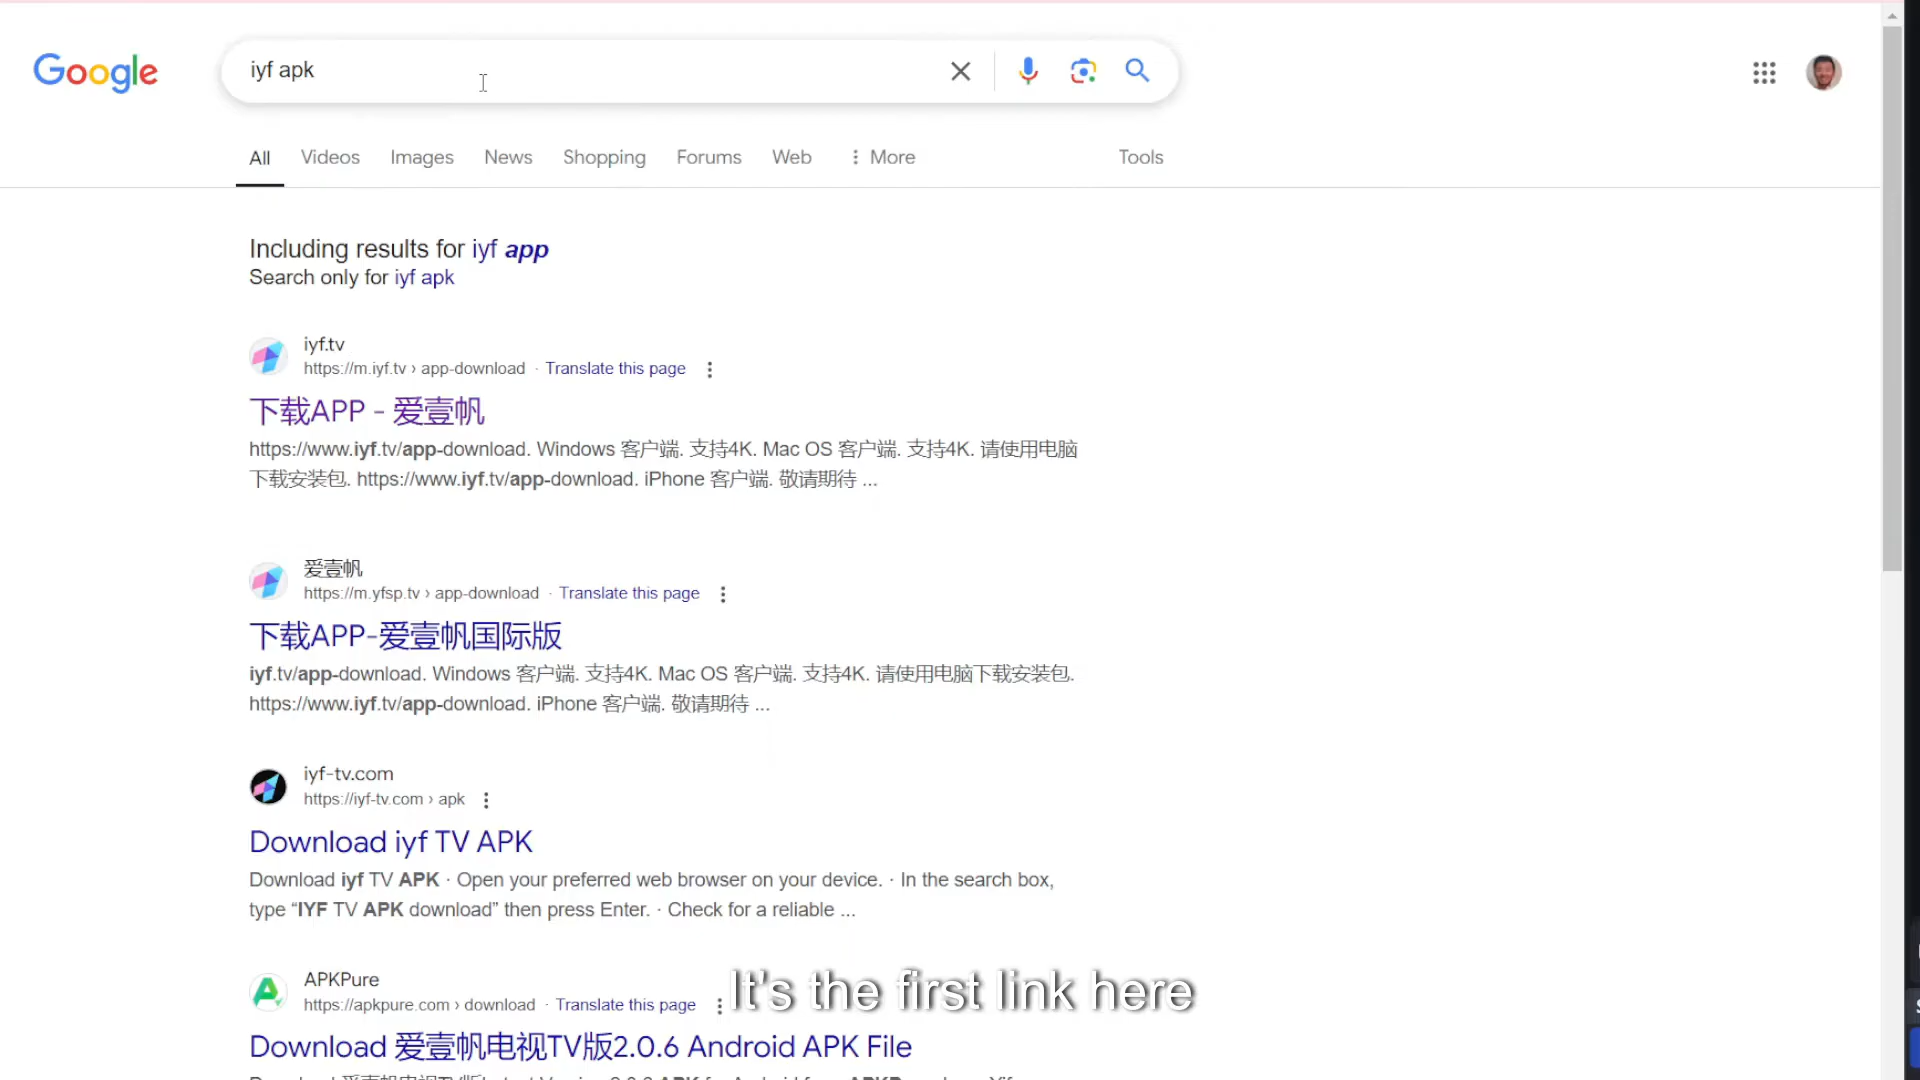 Google
iyf apk
All Videos Images News Shopping Forums Web More Tools
Including results for iyf app
Search only for iyf apk
iyf.tv
https://m.iyf.tv › app-download · Translate this page
下载APP - 爱壹帆
https://www.iyf.tv/app-download. Windows 客户端. 支持4K. Mac OS 客户端. 支持4K. 请使用电脑
下载安装包. https://www.iyf.tv/app-download. iPhone 客户端. 敬请期待 ...
爱壹帆
https://m.yfsp.tv › app-download · Translate this page
下载APP-爱壹帆国际版
iyf.tv/app-download. Windows 客户端. 支持4K. Mac OS 客户端. 支持4K. 请使用电脑下载安装包.
https://www.iyf.tv/app-download. iPhone 客户端. 敬请期待 ...
iyf-tv.com
https://iyf-tv.com › apk
Download iyf TV APK
Download iyf TV APK · Open your preferred web browser on your device. · In the search box,
type “IYF TV APK download” then press Enter. · Check for a reliable ...
APKPure
https://apkpure.com › download · Translate this page
It's the first link here
Download 爱壹帆电视TV版2.0.6 Android APK File